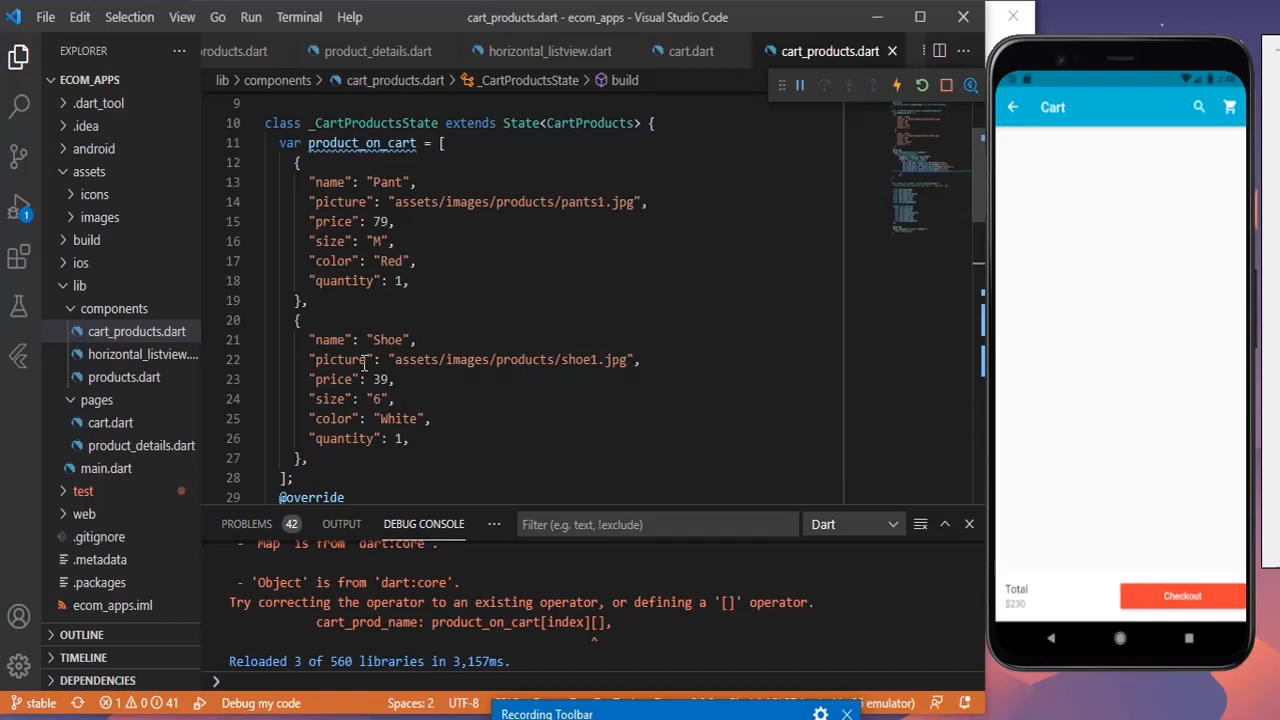 File Edit Selection View Go Run Terminal Help
cart_products.dart - ecom_apps - Visual Studio Code
EXPLORER
roducts.dart product_details.dart horizontal_listview.dart cart.dart cart_products.dart
lib components cart_products.dart _CartProductsState build
ECOM_APPS
.dart_tool
.idea
android
assets
icons
images
build
ios
lib
components
cart_products.dart
horizontal_listview....
products.dart
pages
cart.dart
product_details.dart
main.dart
test
web
.gitignore
.metadata
.packages
ecom_apps.iml
OUTLINE
TIMELINE
DEPENDENCIES
1
9
10 class _CartProductsState extends State<CartProducts> {
11 var product_on_cart = [
12 {
13 "name": "Pant",
14 "picture": "assets/images/products/pants1.jpg",
15 "price": 79,
16 "size": "M",
17 "color": "Red",
18 "quantity": 1,
19 },
20 {
21 "name": "Shoe",
22 "picture": "assets/images/products/shoe1.jpg",
23 "price": 39,
24 "size": "6",
25 "color": "White",
26 "quantity": 1,
27 },
28 ];
29 @override
PROBLEMS 42 OUTPUT DEBUG CONSOLE Filter (e.g. text, !exclude) Dart
- 'Map' is from 'dart:core'.
- 'Object' is from 'dart:core'.
Try correcting the operator to an existing operator, or defining a '[]' operator.
cart_prod_name: product_on_cart[index][],
^
Reloaded 3 of 560 libraries in 3,157ms.
stable 1 0 41 Debug my code Spaces: 2 UTF-8 emulator)
Recording Toolbar
2:48
Cart
Total
$230
Checkout